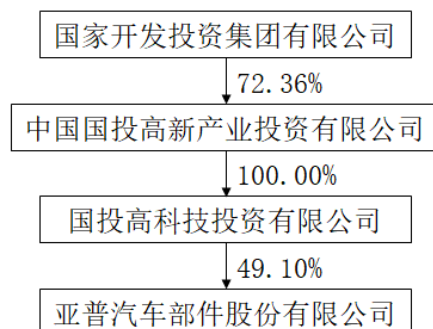 国家开发投资集团有限公司
72.36%
中国国投高新产业投资有限公司
100.00%
国投高科技投资有限公司
49.10%
亚普汽车部件股份有限公司